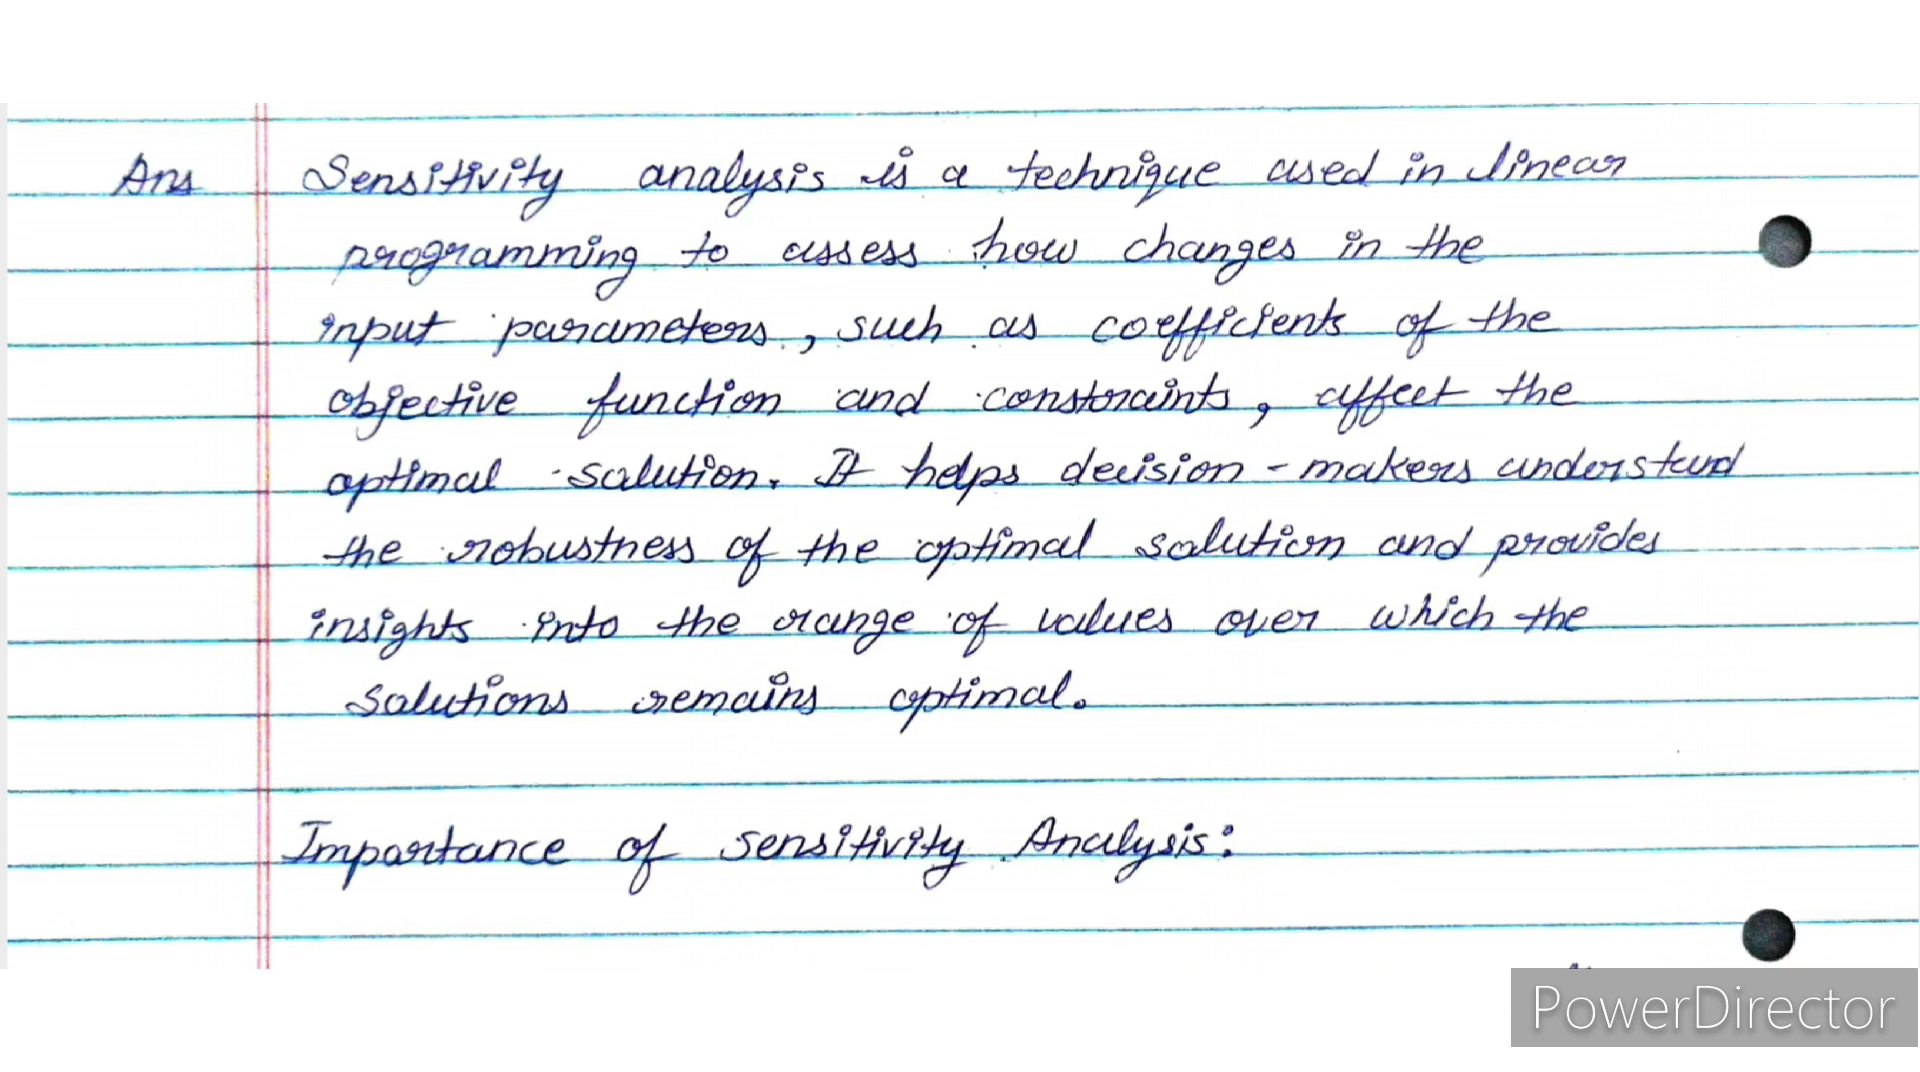 Ans Sensitivity analysis is a technique used in linear
programming to assess how changes in the
input parameters, such as coefficients of the
objective function and constraints, affect the
optimal solution. It helps decision-makers understand
the robustness of the optimal solution and provides
insights into the range of values over which the
solutions remains optimal.
Importance of Sensitivity Analysis:
PowerDirector